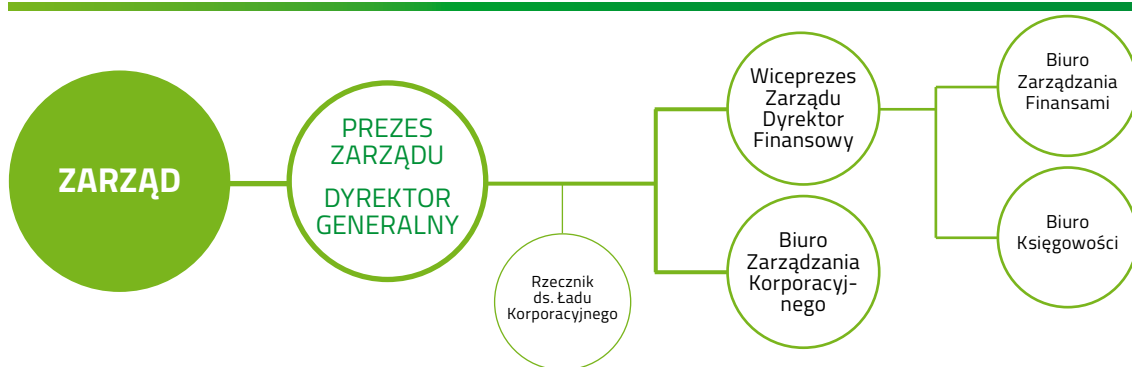 ZARZĄD
PREZES
ZARZĄDU
DYREKTOR
GENERALNY
Rzecznik
ds. Ładu
Korporacyjnego
Wiceprezes
Zarządu
Dyrektor
Finansowy
Biuro
Zarządzania
Korporacyj-
nego
Biuro
Zarządzania
Finansami
Biuro
Księgowości